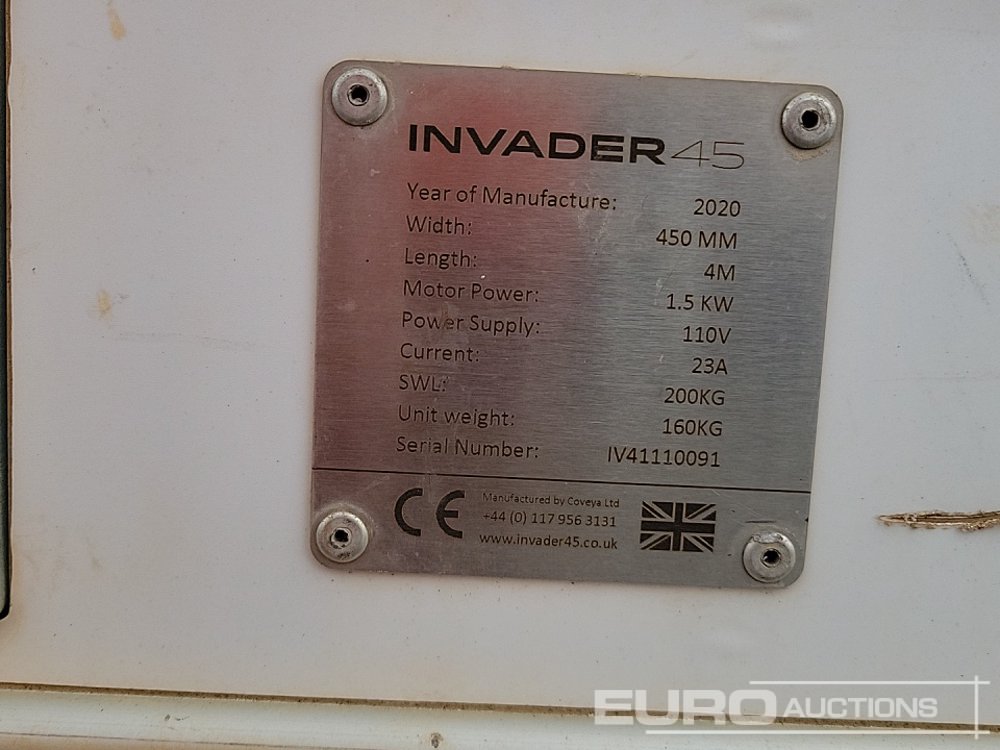 INVADER45
Year of Manufacture: 2020
Width: 450 MM
Length: 4M
Motor Power: 1.5 KW
Power Supply: 110V
Current: 23A
SWL: 200KG
Unit weight: 160KG
Serial Number: IV41110091
CE
Manufactured by Coveya Ltd
+44 (0) 117 956 3131
www.invader45.co.uk
EURO AUCTIONS